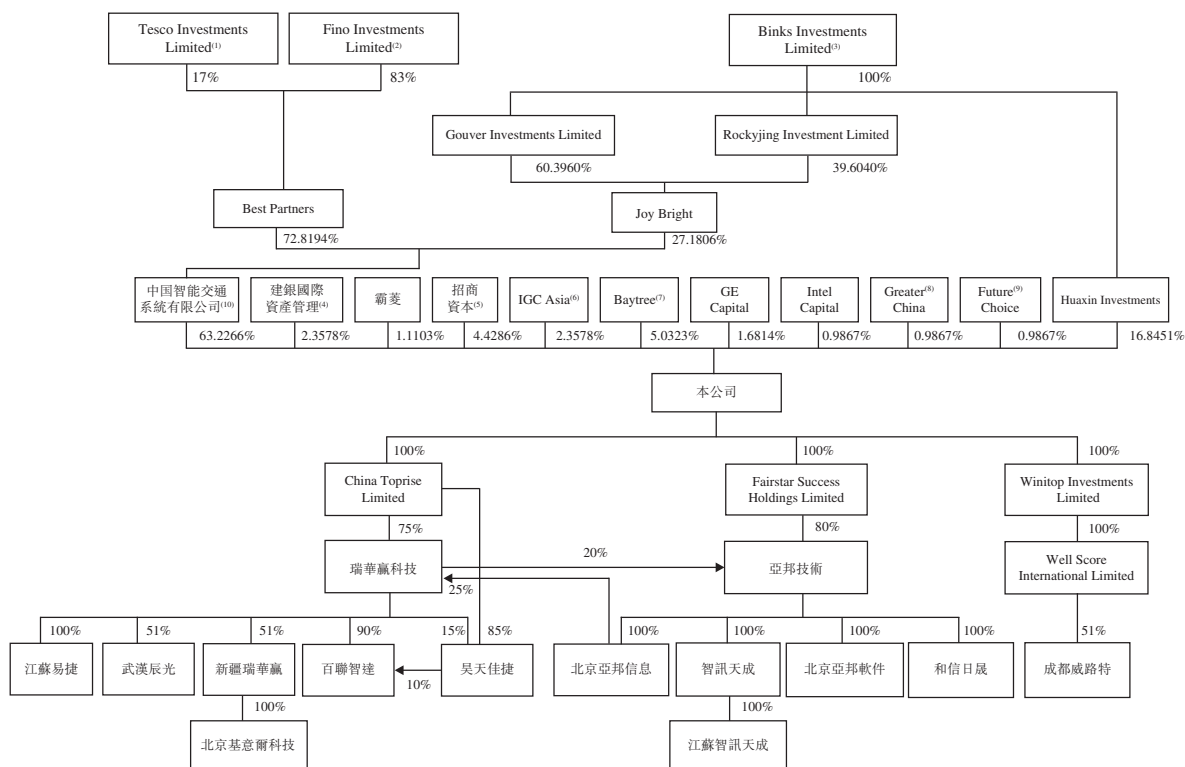 Tesco Investments
Limited(1)
Fino Investments
Limited(2)
Binks Investments
Limited(3)
17%
83%
100%
Gouver Investments Limited
Rockyjing Investment Limited
60.3960%
39.6040%
Best Partners
Joy Bright
72.8194%
27.1806%
中国智能交通
系統有限公司(10)
建銀國際
資產管理(4)
霸菱
招商
資本(5)
IGC Asia(6)
Baytree(7)
GE
Capital
Intel
Capital
Greater(8)
China
Future(9)
Choice
Huaxin Investments
63.2266%
2.3578%
1.1103%
4.4286%
2.3578%
5.0323%
1.6814%
0.9867%
0.9867%
0.9867%
16.8451%
本公司
100%
100%
100%
China Toprise
Limited
Fairstar Success
Holdings Limited
Winitop Investments
Limited
75%
80%
100%
瑞華贏科技
20%
25%
亞邦技術
Well Score
International Limited
100%
51%
51%
90%
15%
85%
100%
100%
100%
100%
51%
江蘇易捷
武漢辰光
新疆瑞華贏
百聯智達
10%
昊天佳捷
北京亞邦信息
智訊天成
北京亞邦軟件
和信日晟
成都威路特
100%
100%
北京基意爾科技
江蘇智訊天成